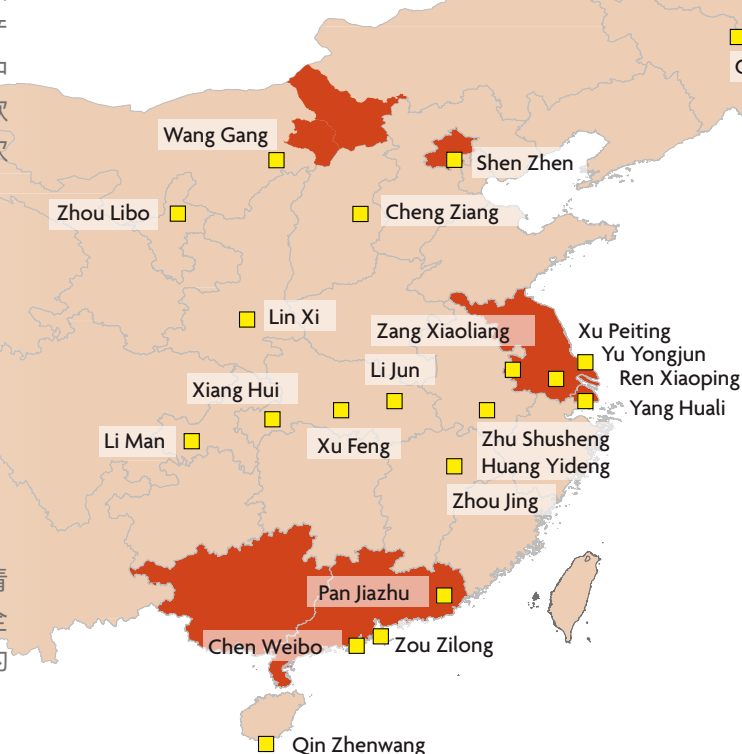 Wang Gang
Shen Zhen
Zhou Libo
Cheng Ziang
Lin Xi
Zang Xiaoliang
Xu Peiting
Yu Yongjun
Li Jun
Ren Xiaoping
Xiang Hui
Yang Huali
Li Man
Xu Feng
Zhu Shusheng
Huang Yideng
Zhou Jing
Pan Jiazhu
Chen Weibo
Zou Zilong
Qin Zhenwang